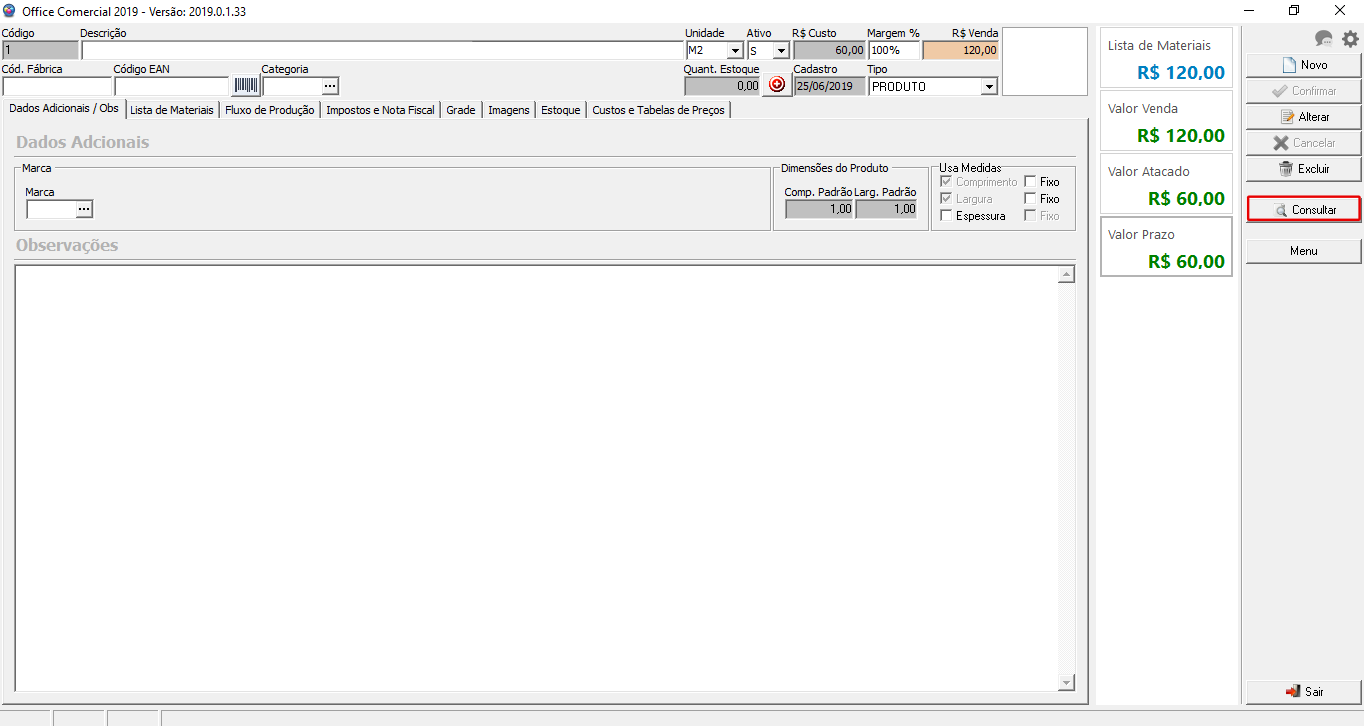 Office Comercial 2019 - Versão: 2019.0.1.33
Código Descrição Unidade Ativo R$ Custo Margem % R$ Venda
1 M2 S 60,00 100% 120,00
Cód. Fábrica Código EAN Categoria Quant. Estoque Cadastro Tipo
0,00 25/06/2019 PRODUTO
Dados Adicionais / Obs Lista de Materiais Fluxo de Produção Impostos e Nota Fiscal Grade Imagens Estoque Custos e Tabelas de Preços
Dados Adcionais
Marca
Marca
Dimensões do Produto
Comp. Padrão Larg. Padrão
1,00 1,00
Usa Medidas
Comprimento Fixo
Largura Fixo
Espessura Fixo
Observações
Lista de Materiais
R$ 120,00
Valor Venda
R$ 120,00
Valor Atacado
R$ 60,00
Valor Prazo
R$ 60,00
Novo
Confirmar
Alterar
Cancelar
Excluir
Consultar
Menu
Sair